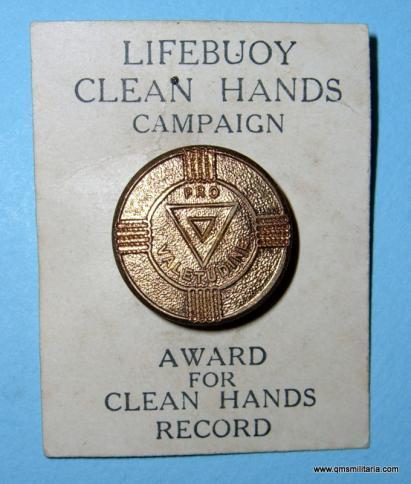 LIFEBUOY
CLEAN HANDS
CAMPAIGN
PRO
VALETUDINE
AWARD
FOR
CLEAN HANDS
RECORD
www.qmsmilitaria.com